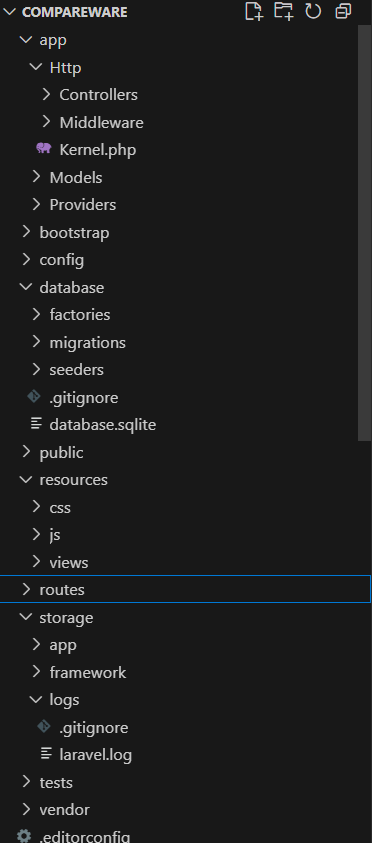 COMPAREWARE
app
Http
Controllers
Middleware
Kernel.php
Models
Providers
bootstrap
config
database
factories
migrations
seeders
.gitignore
database.sqlite
public
resources
css
js
views
routes
storage
app
framework
logs
.gitignore
laravel.log
tests
vendor
.editorconfig